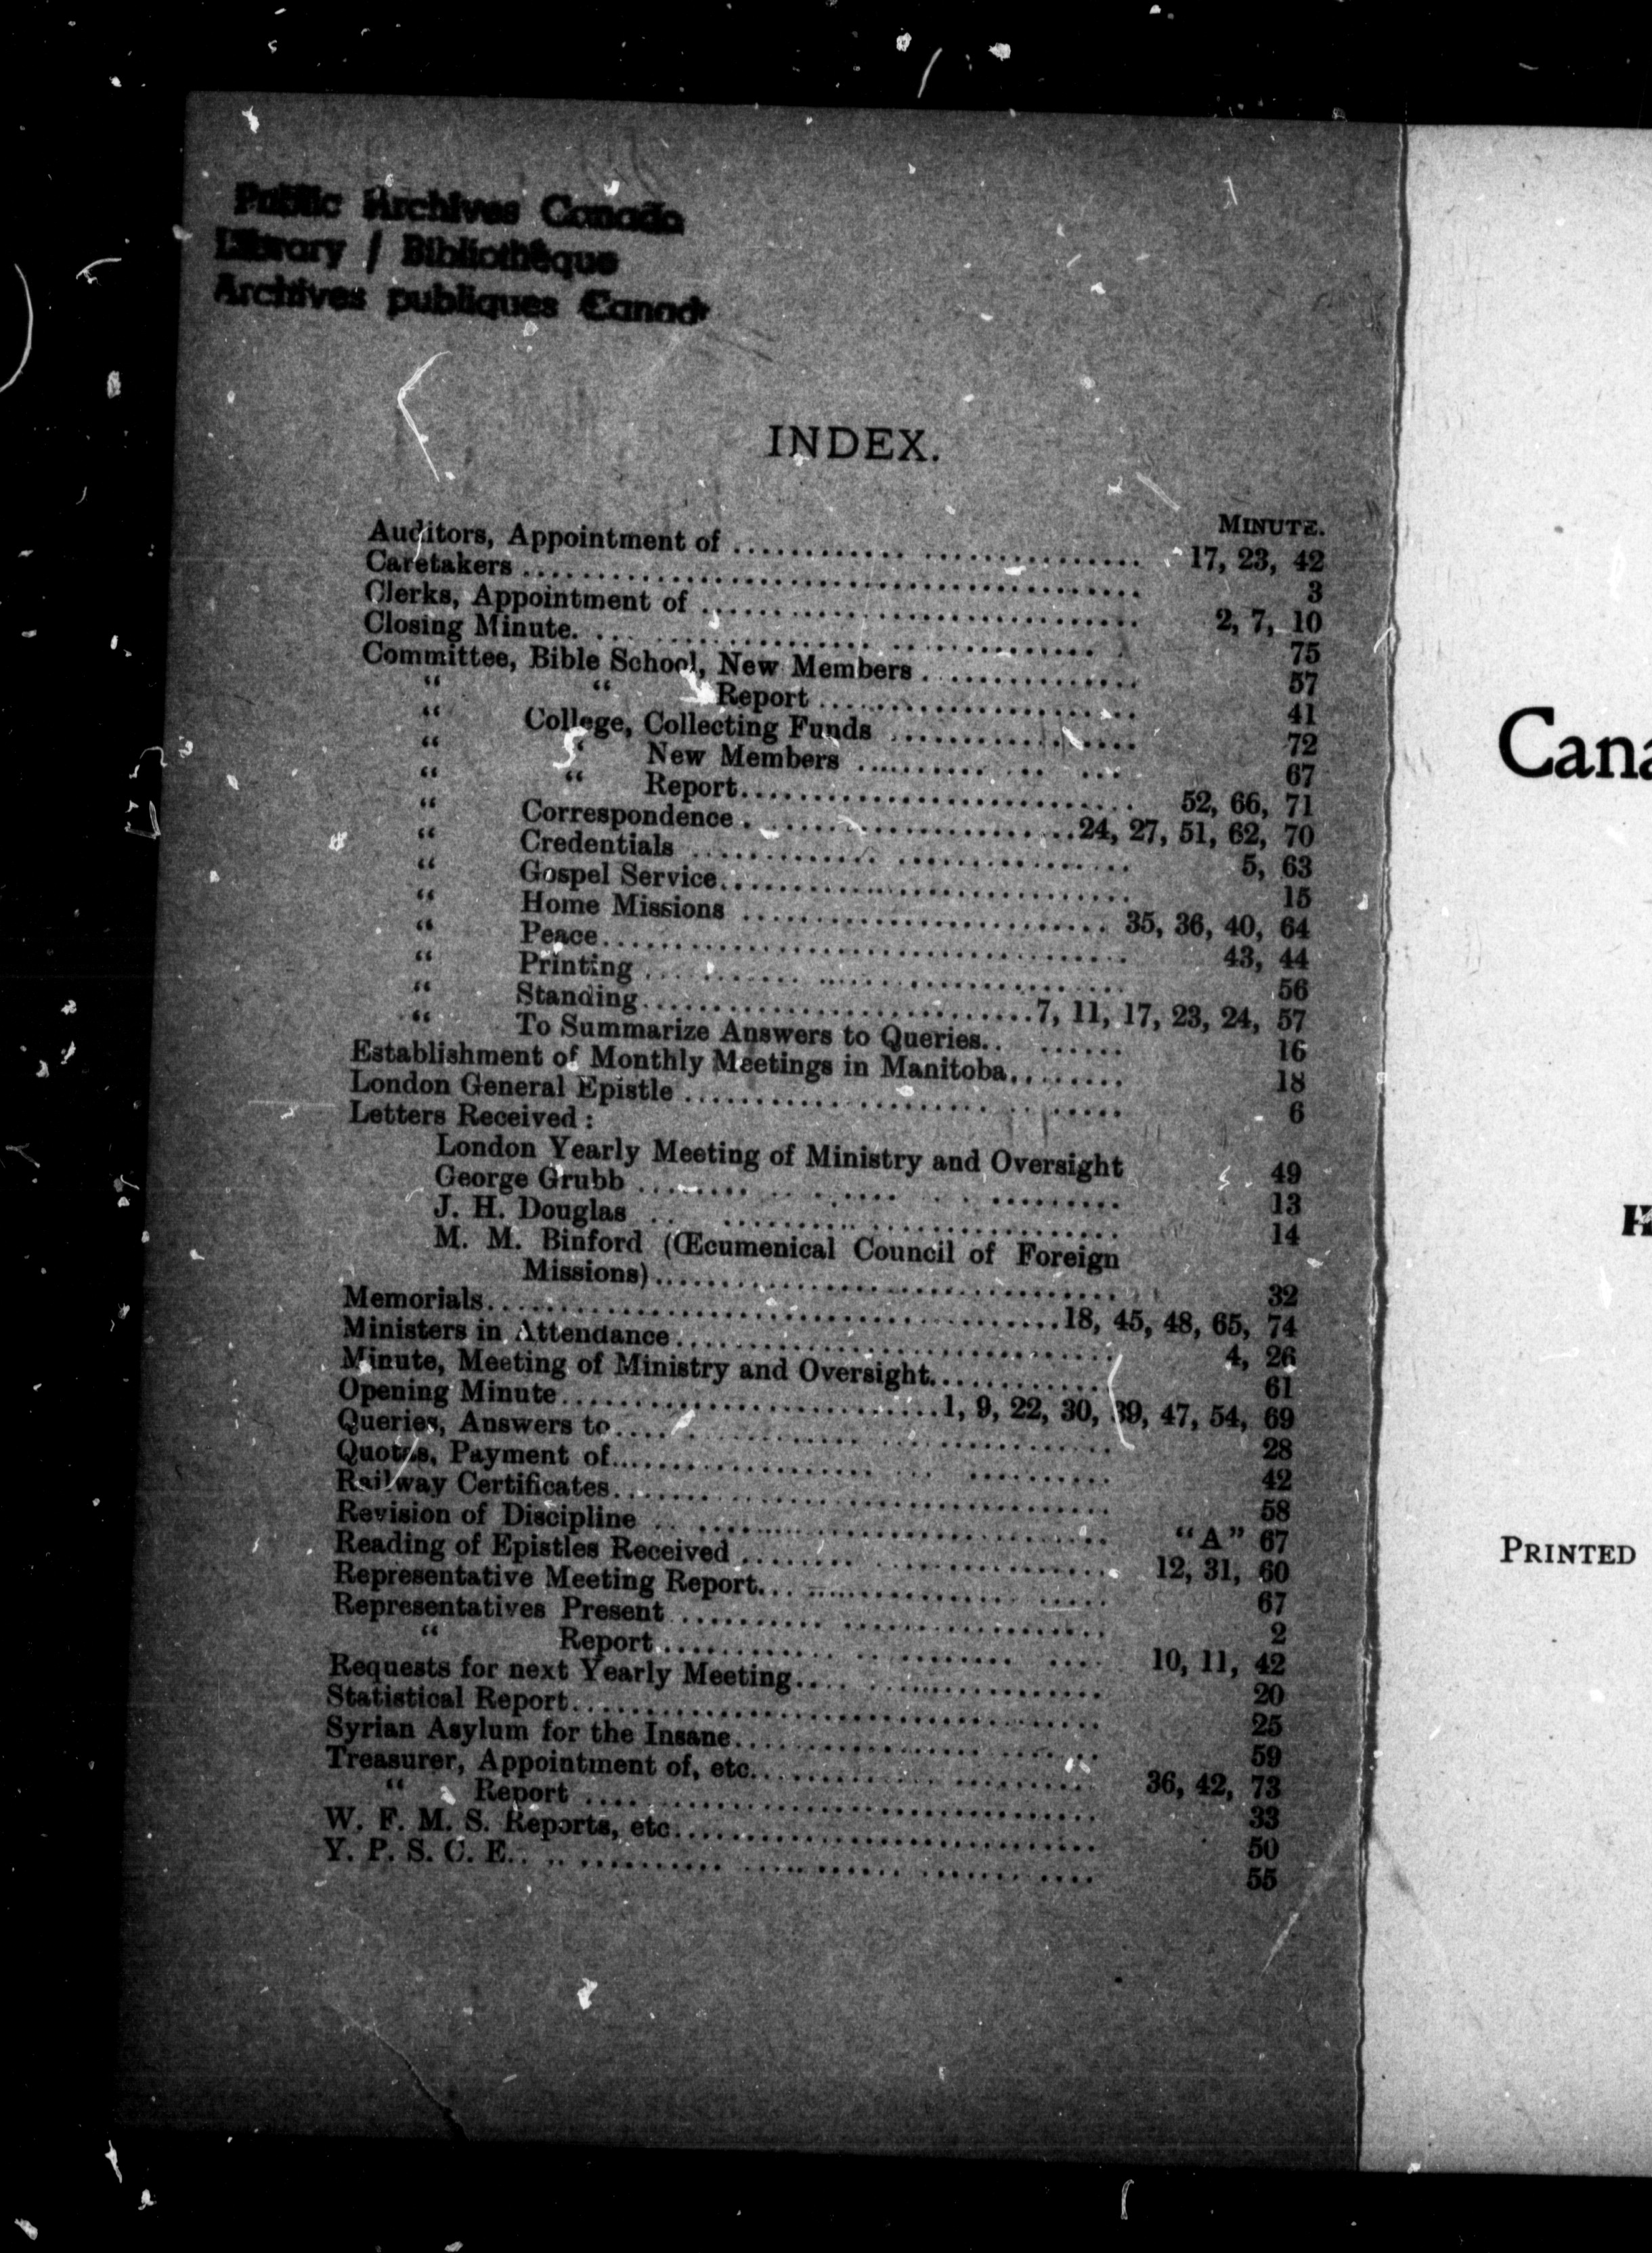 Public Archives Canada
Library / Bibliothèque
Archives publiques Canad
INDEX.
MINUTE.
Auditors, Appointment of .......... 17, 23, 42
Caretakers .......... 3
Clerks, Appointment of .......... 2, 7, 10
Closing Minute. .......... 75
Committee, Bible School, New Members .......... 57
“ “ Report .......... 41
“ College, Collecting Funds .......... 72
“ “ New Members .......... 67
“ “ Report .......... 52, 66, 71
“ Correspondence .......... 24, 27, 51, 62, 70
“ Credentials .......... 5, 63
“ Gospel Service .......... 15
“ Home Missions .......... 35, 36, 40, 64
“ Peace .......... 43, 44
“ Printing .......... 56
“ Standing .......... 7, 11, 17, 23, 24, 57
“ To Summarize Answers to Queries .......... 16
Establishment of Monthly Meetings in Manitoba .......... 18
London General Epistle .......... 6
Letters Received :
London Yearly Meeting of Ministry and Oversight 49
George Grubb .......... 13
J. H. Douglas .......... 14
M. M. Binford (Œcumenical Council of Foreign
Missions) .......... 32
Memorials .......... 18, 45, 48, 65, 74
Ministers in Attendance .......... 4, 26
Minute, Meeting of Ministry and Oversight .......... 61
Opening Minute .......... 1, 9, 22, 30, 39, 47, 54, 69
Queries, Answers to .......... 28
Quotas, Payment of .......... 42
Railway Certificates .......... 58
Revision of Discipline .......... “A” 67
Reading of Epistles Received .......... 12, 31, 60
Representative Meeting Report .......... 67
Representatives Present .......... 2
“ Report .......... 10, 11, 42
Requests for next Yearly Meeting .......... 20
Statistical Report .......... 25
Syrian Asylum for the Insane .......... 59
Treasurer, Appointment of, etc. .......... 36, 42, 73
“ Report .......... 33
W. F. M. S. Reports, etc .......... 50
Y. P. S. C. E. .......... 55
Cana
H
PRINTED